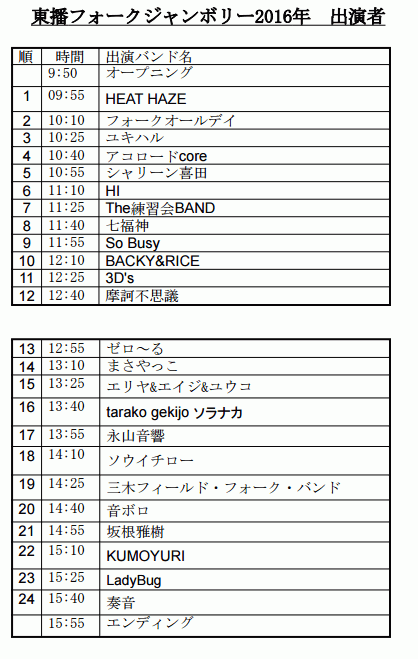 東播フォークジャンボリー2016年　出演者
順 時間 出演バンド名
9:50 オープニング
1 09:55 HEAT HAZE
2 10:10 フォークオールデイ
3 10:25 ユキハル
4 10:40 アコロードcore
5 10:55 シャリーン喜田
6 11:10 HI
7 11:25 The練習会BAND
8 11:40 七福神
9 11:55 So Busy
10 12:10 BACKY&RICE
11 12:25 3D's
12 12:40 摩訶不思議
13 12:55 ゼロ～る
14 13:10 まさやっこ
15 13:25 エリヤ&エイジ&ユウコ
16 13:40 tarako gekijo ソラナカ
17 13:55 永山音響
18 14:10 ソウイチロー
19 14:25 三木フィールド・フォーク・バンド
20 14:40 音ボロ
21 14:55 坂根雅樹
22 15:10 KUMOYURI
23 15:25 LadyBug
24 15:40 奏音
15:55 エンディング